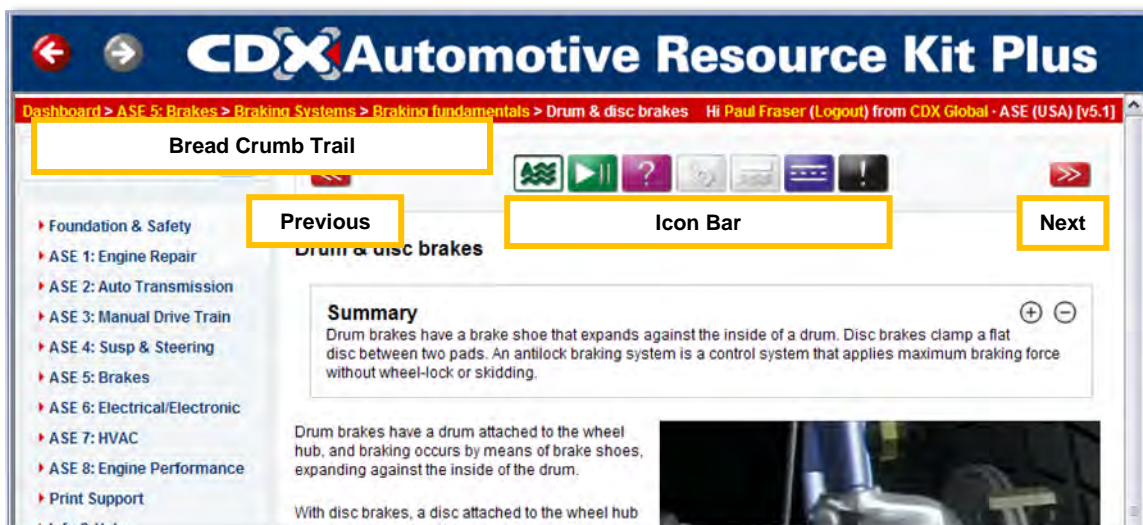 CDX Automotive Resource Kit Plus
Dashboard > ASE 5: Brakes > Braking Systems > Braking fundamentals > Drum & disc brakes Hi Paul Fraser (Logout) from CDX Global - ASE (USA) [v5.1]
Bread Crumb Trail
Previous
Icon Bar
Next
Foundation & Safety
ASE 1: Engine Repair
ASE 2: Auto Transmission
ASE 3: Manual Drive Train
ASE 4: Susp & Steering
ASE 5: Brakes
ASE 6: Electrical/Electronic
ASE 7: HVAC
ASE 8: Engine Performance
Print Support
Drum & disc brakes
Summary
Drum brakes have a brake shoe that expands against the inside of a drum. Disc brakes clamp a flat
disc between two pads. An antilock braking system is a control system that applies maximum braking force
without wheel-lock or skidding.
Drum brakes have a drum attached to the wheel
hub, and braking occurs by means of brake shoes,
expanding against the inside of the drum.
With disc brakes, a disc attached to the wheel hub